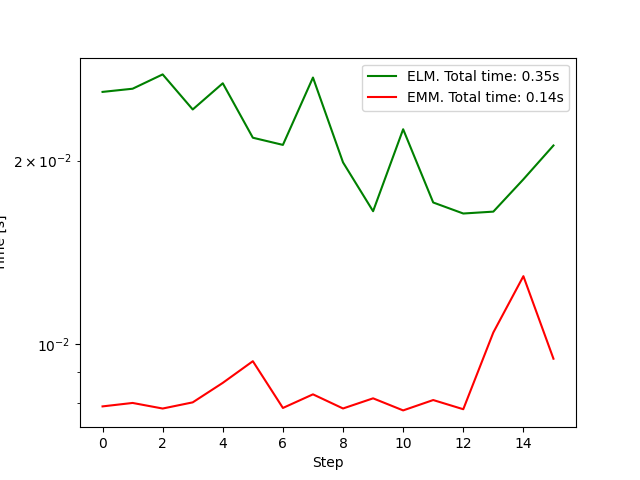 ELM. Total time: 0.35s
EMM. Total time: 0.14s
2 × 10⁻²
10⁻²
[s]
0 2 4 6 8 10 12 14
Step